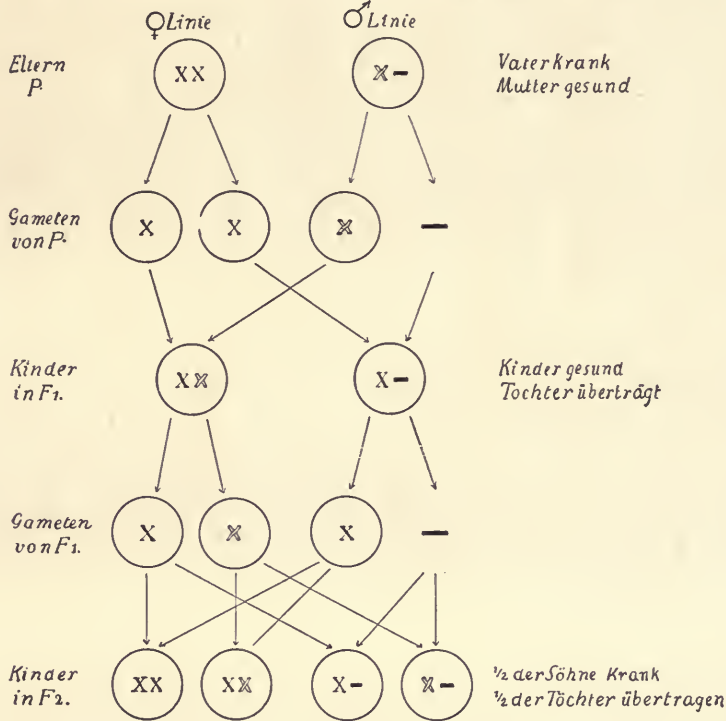 ♀ Linie ♂ Linie
Eltern P. XX X– Vater krank Mutter gesund
Gameten von P. X X X –
Kinder in F1. XX X– Kinder gesund Tochter überträgt
Gameten von F1. X X X –
Kinder in F2. XX XX X– X– ½ der Söhne Krank ½ der Töchter übertragen